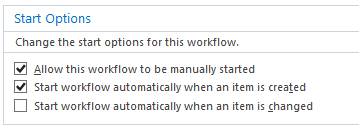 Start Options
Change the start options for this workflow.
Allow this workflow to be manually started
Start workflow automatically when an item is created
Start workflow automatically when an item is changed